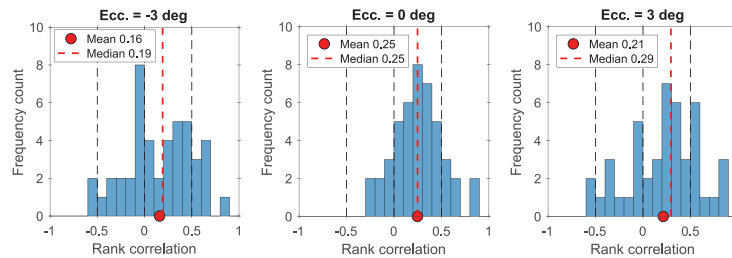 Ecc. = -3 deg
Mean 0.16
Median 0.19
Frequency count
10
8
6
4
2
0
-1
-0.5
0
0.5
1
Rank correlation
Ecc. = 0 deg
Mean 0.25
Median 0.25
Frequency count
10
8
6
4
2
0
-1
-0.5
0
0.5
1
Rank correlation
Ecc. = 3 deg
Mean 0.21
Median 0.29
Frequency count
10
8
6
4
2
0
-1
-0.5
0
0.5
Rank correlation